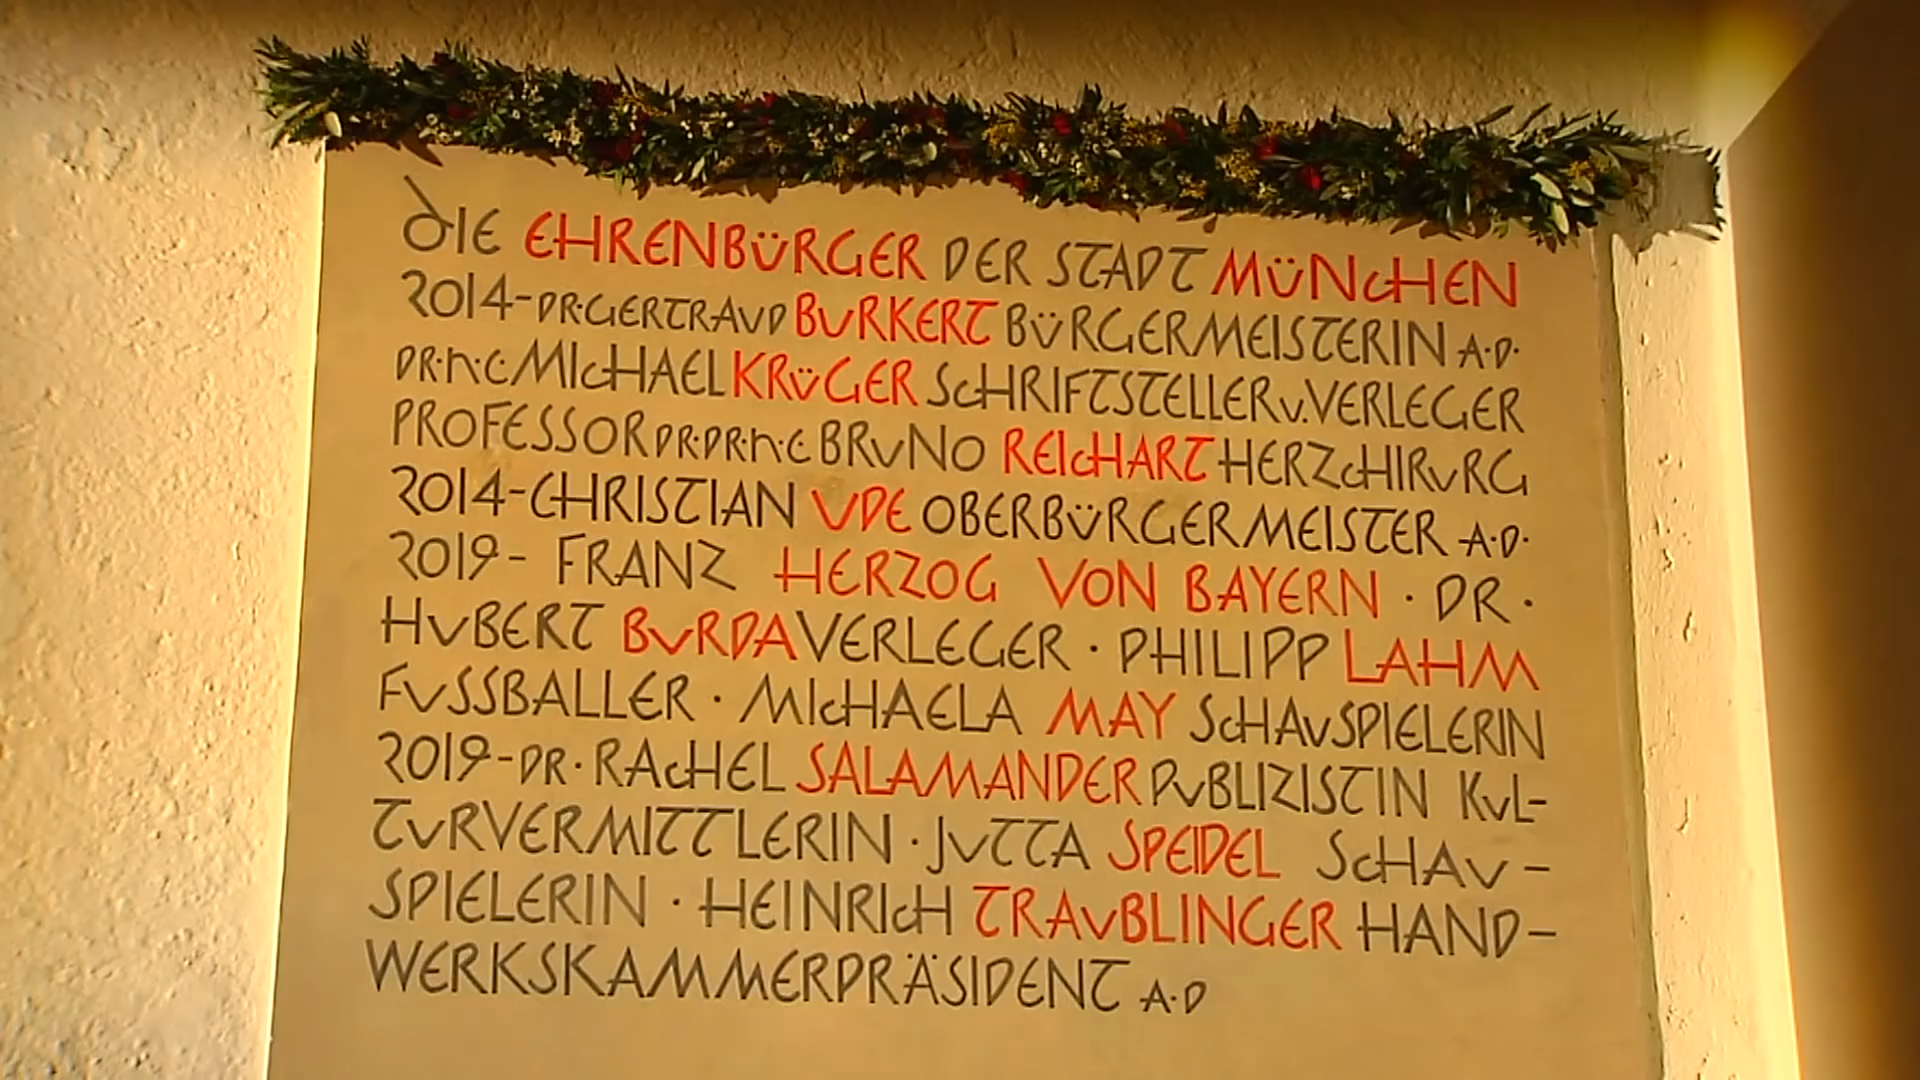 DIE EHRENBÜRGER DER STADT MÜNCHEN
2014-DR·GERTRAUD BURKERT BÜRGERMEISTERIN A·D·
DR·h·c MICHAEL KRÜGER SCHRIFTSTELLER u. VERLEGER
PROFESSOR DR·DR·h·c BRUNO REICHART HERZCHIRURG
2014-CHRISTIAN UDE OBERBÜRGERMEISTER A·D·
2019- FRANZ HERZOG VON BAYERN · DR·
HUBERT BURDA VERLEGER · PHILIPP LAHM
FUSSBALLER · MICHAELA MAY SCHAUSPIELERIN
2019-DR·RACHEL SALAMANDER PUBLIZISTIN KUL-
TURVERMITTLERIN · JUTTA SPEIDEL SCHAU-
SPIELERIN · HEINRICH TRAUBLINGER HAND-
WERKSKAMMERPRÄSIDENT A·D